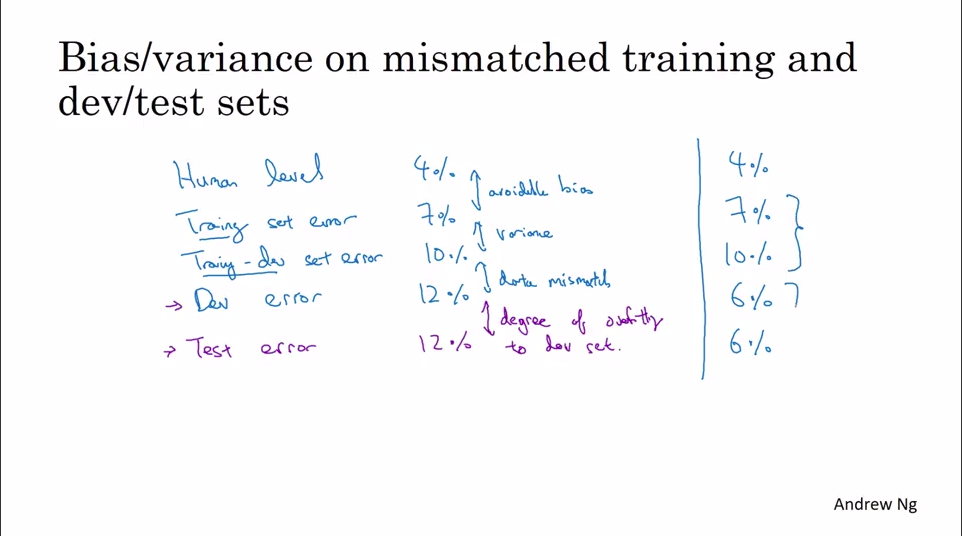 Bias/variance on mismatched training and
dev/test sets
Human level 4% 4%
avoidable bias
Training set error 7% 7%
variance
Training-dev set error 10% 10%
data mismatch
→ Dev error 12% 6%
degree of overfitting
to dev set.
→ Test error 12% 6%
Andrew Ng